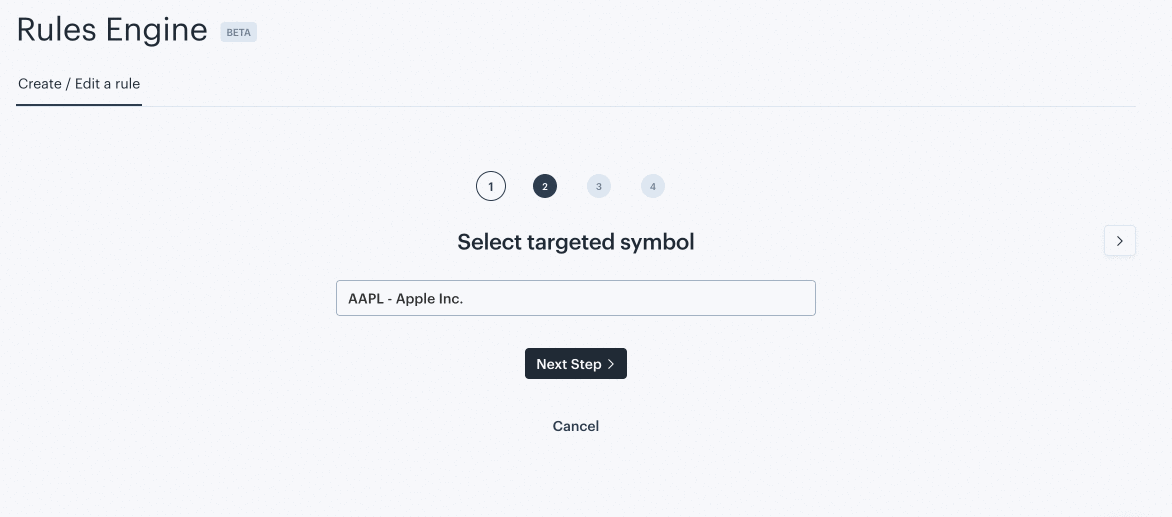 Rules Engine BETA
Create / Edit a rule
1 2 3 4
Select targeted symbol
AAPL - Apple Inc.
Next Step
Cancel